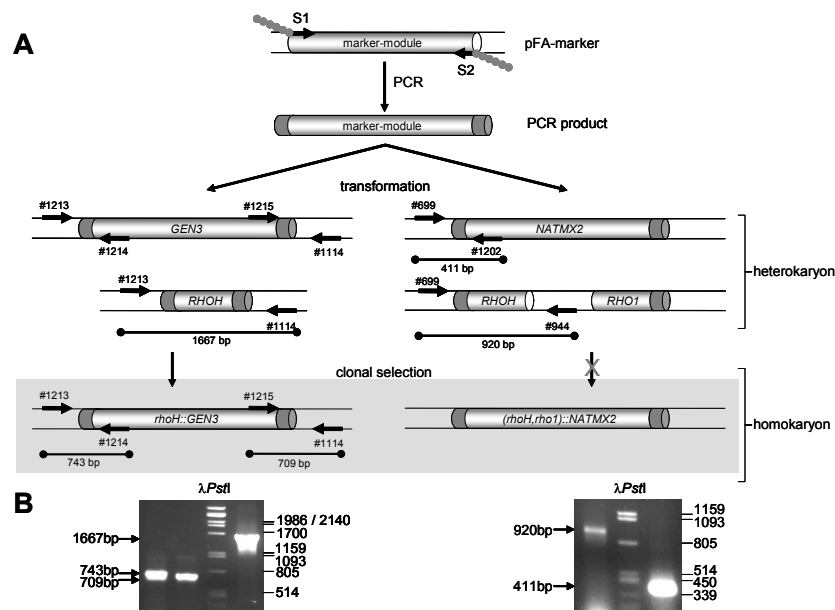 A
S1
marker-module
pFA-marker
S2
PCR
marker-module
PCR product
transformation
#1213
#1215
#699
GEN3
NATMX2
#1214
#1114
#1202
411 bp
heterokaryon
#1213
#699
RHOH
RHOH
RHO1
#1114
#944
1667 bp
920 bp
clonal selection
X
#1213
#1215
rhoH::GEN3
(rhoH,rho1)::NATMX2
homokaryon
#1214
#1114
743 bp
709 bp
B
λPstI
λPstI
1986 / 2140
1700
1667bp
1159
1093
805
743bp
709bp
514
1159
1093
920bp
805
514
450
411bp
339